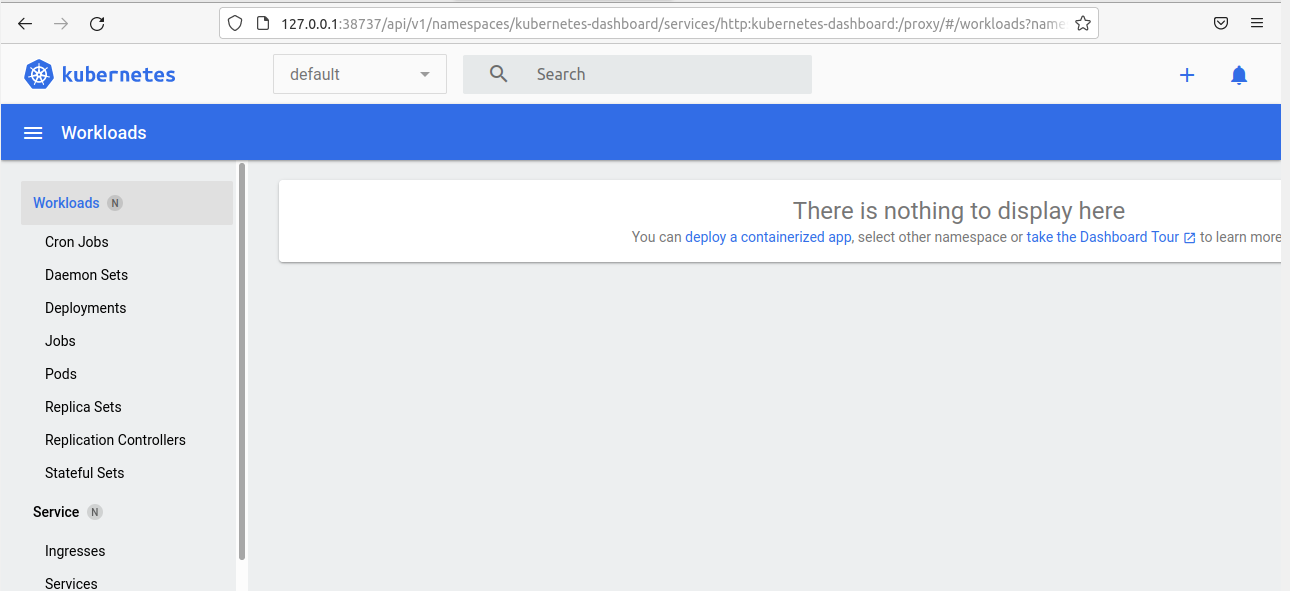 127.0.0.1:38737/api/v1/namespaces/kubernetes-dashboard/services/http:kubernetes-dashboard:/proxy/#/workloads?name
kubernetes
default
Search
Workloads
Workloads N
Cron Jobs
Daemon Sets
Deployments
Jobs
Pods
Replica Sets
Replication Controllers
Stateful Sets
Service N
Ingresses
Services
There is nothing to display here
You can deploy a containerized app, select other namespace or take the Dashboard Tour to learn more